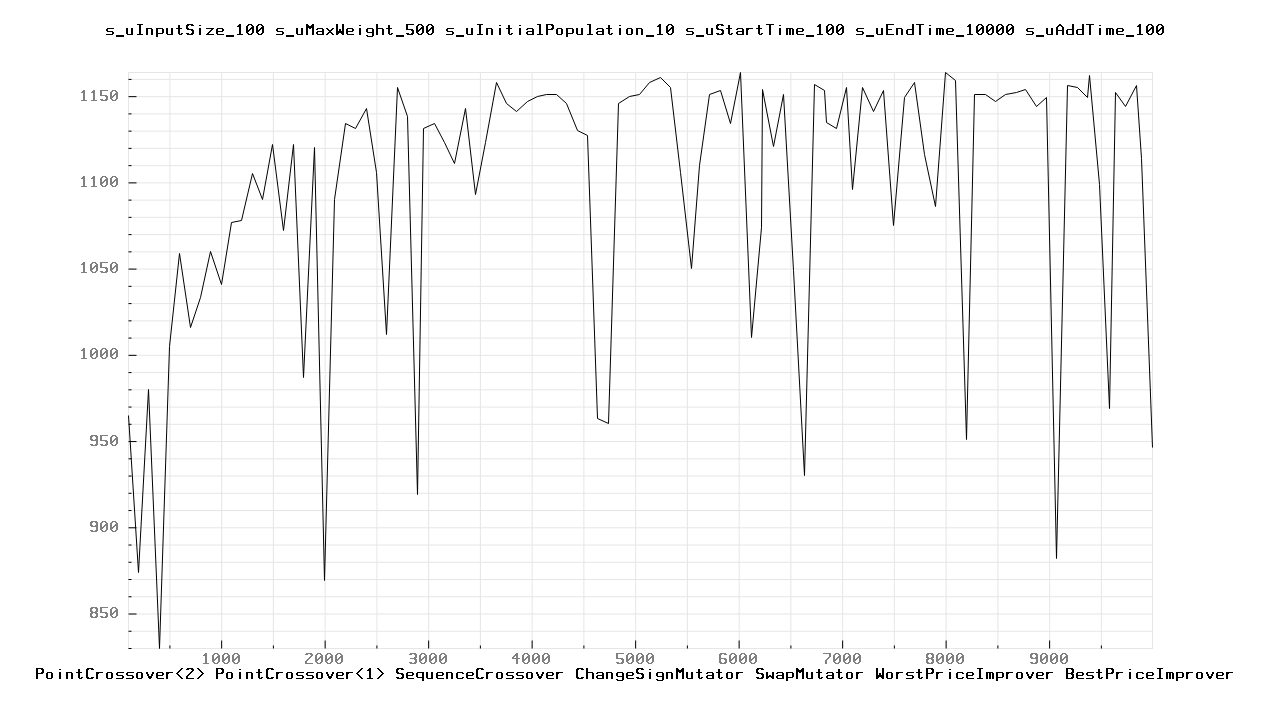 s_uInputSize_100 s_uMaxWeight_500 s_uInitialPopulation_10 s_uStartTime_100 s_uEndTime_10000 s_uAddTime_100
1150
1100
1050
1000
950
900
850
1000 2000 3000 4000 5000 6000 7000 8000 9000
PointCrossover<2> PointCrossover<1> SequenceCrossover ChangeSignMutator SwapMutator WorstPriceImprover BestPriceImprover